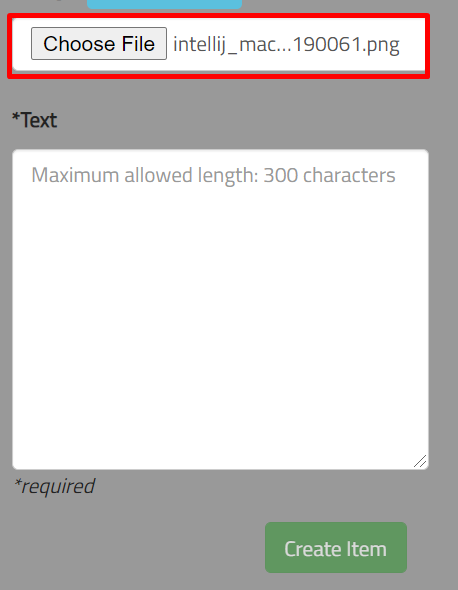 Choose File intellij_mac...190061.png
*Text
Maximum allowed length: 300 characters
*required
Create Item